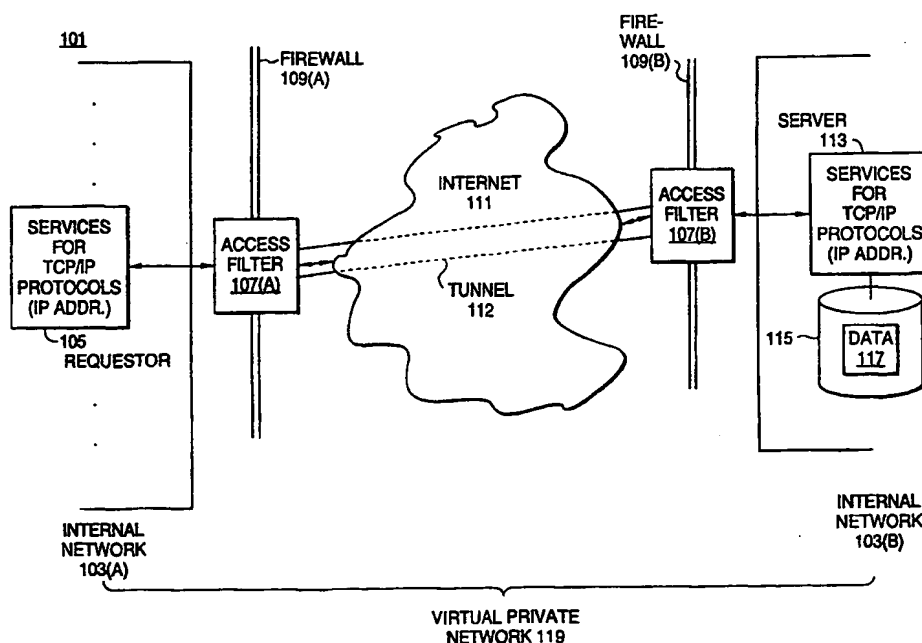 101
FIREWALL
109(A)
FIRE-
WALL
109(B)
SERVER
113
SERVICES
FOR
TCP/IP
PROTOCOLS
(IP ADDR.)
INTERNET
111
ACCESS
FILTER
107(B)
SERVICES
FOR
TCP/IP
PROTOCOLS
(IP ADDR.)
ACCESS
FILTER
107(A)
TUNNEL
112
105
REQUESTOR
115
DATA
117
INTERNAL
NETWORK
103(A)
INTERNAL
NETWORK
103(B)
VIRTUAL PRIVATE
NETWORK 119